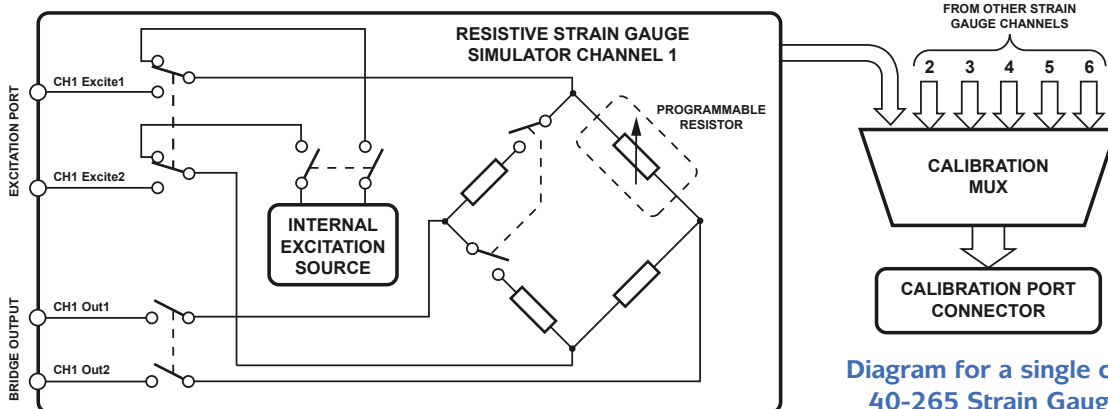 RESISTIVE STRAIN GAUGE
SIMULATOR CHANNEL 1
EXCITATION PORT
CH1 Excite1
CH1 Excite2
INTERNAL
EXCITATION
SOURCE
PROGRAMMABLE
RESISTOR
BRIDGE OUTPUT
CH1 Out1
CH1 Out2
FROM OTHER STRAIN
GAUGE CHANNELS
2 3 4 5 6
CALIBRATION
MUX
CALIBRATION PORT
CONNECTOR
Diagram for a single c
40-265 Strain Gaug